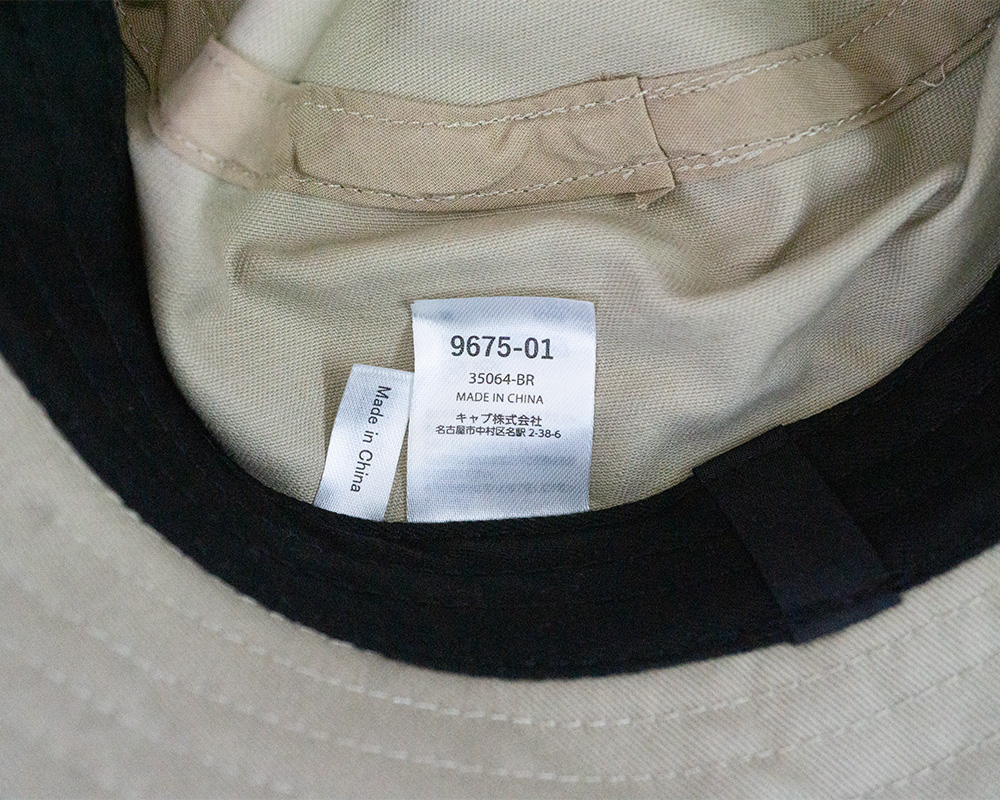 9675-01
35064-BR
MADE IN CHINA
キャブ株式会社
名古屋市中村区名駅 2-38-6
Made in China